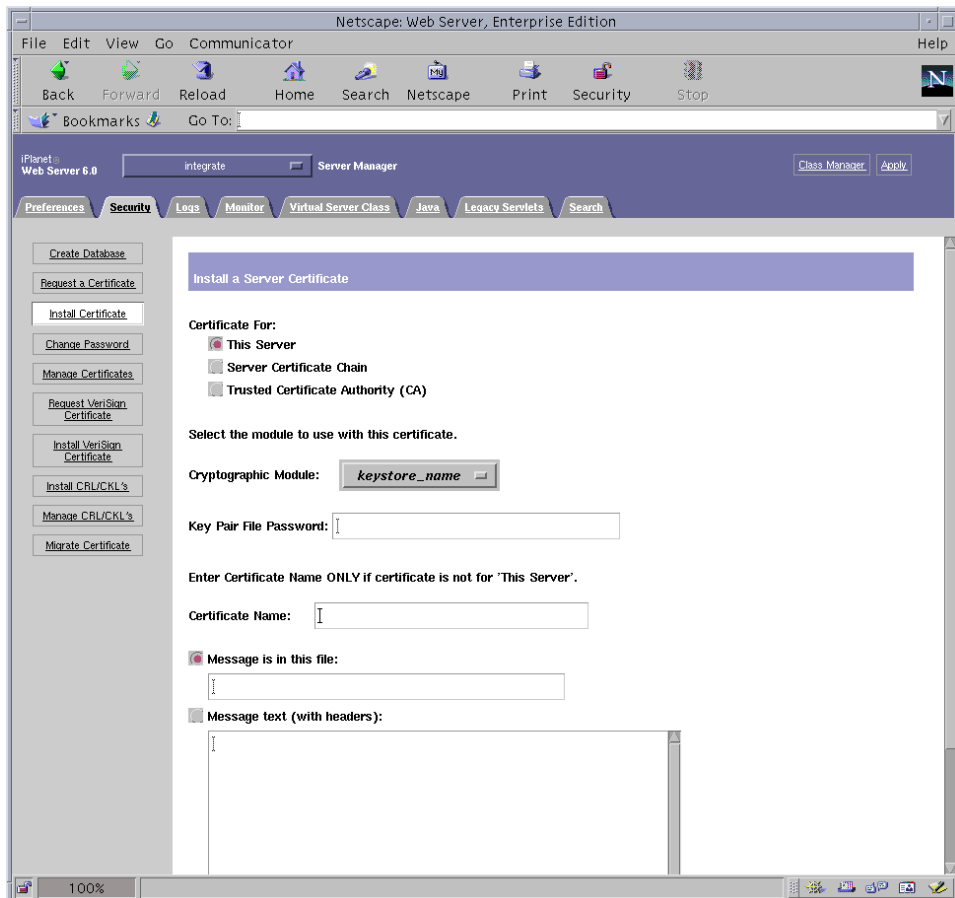 Netscape: Web Server, Enterprise Edition
File Edit View Go Communicator Help
Back Forward Reload Home Search Netscape Print Security Stop
My
N
Bookmarks Go To:
iPlanet
Web Server 6.0
integrate
Server Manager
Class Manager
Apply
Preferences Security Logs Monitor Virtual Server Class Java Legacy Servlets Search
Create Database
Request a Certificate
Install Certificate
Change Password
Manage Certificates
Request VeriSign
Certificate
Install VeriSign
Certificate
Install CRL/CKL's
Manage CRL/CKL's
Migrate Certificate
Install a Server Certificate
Certificate For:
This Server
Server Certificate Chain
Trusted Certificate Authority (CA)
Select the module to use with this certificate.
Cryptographic Module: keystore_name
Key Pair File Password:
Enter Certificate Name ONLY if certificate is not for 'This Server'.
Certificate Name:
Message is in this file:
Message text (with headers):
100%